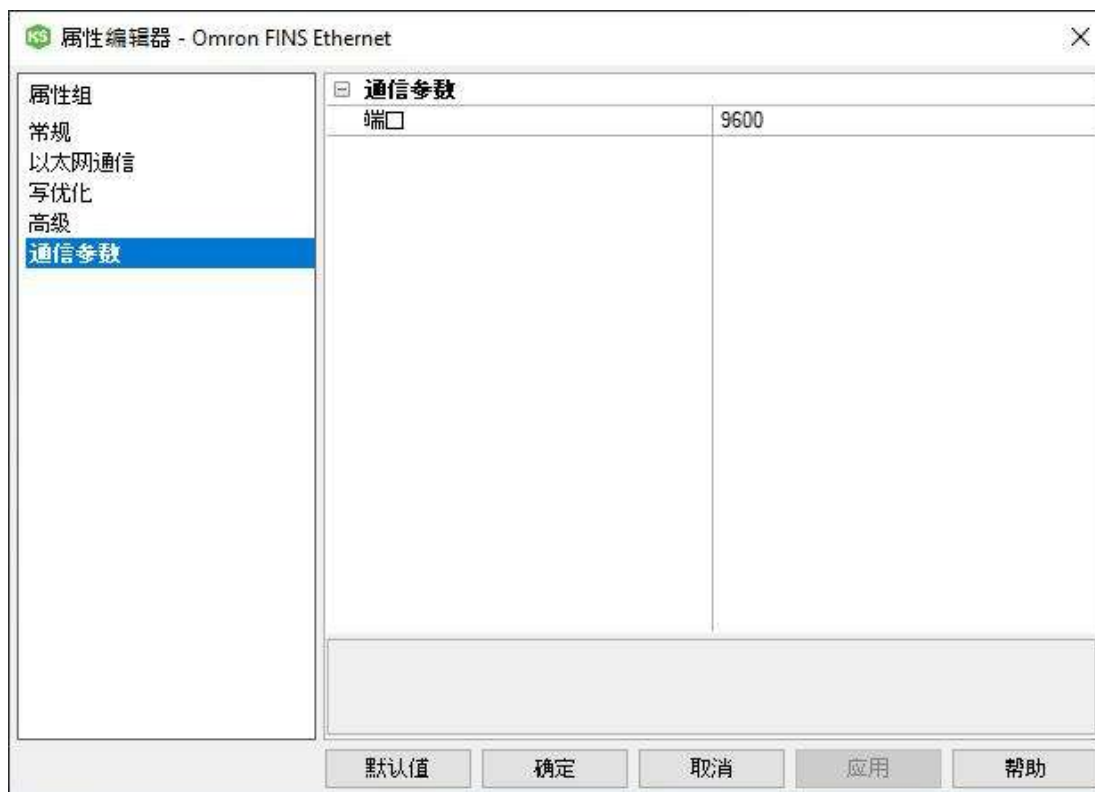 KS 属性编辑器 - Omron FINS Ethernet
属性组
常规
以太网通信
写优化
高级
通信参数
通信参数
端口 9600
默认值 确定 取消 应用 帮助